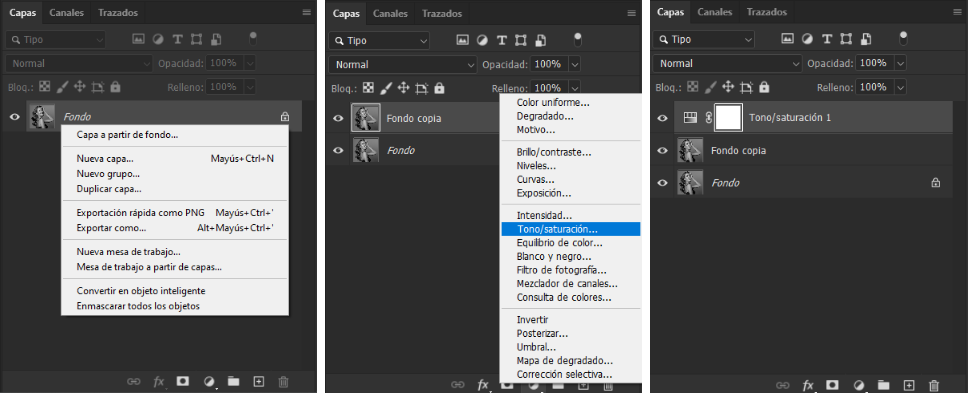 Capas Canales Trazados
Tipo
Normal Opacidad: 100%
Bloq.: Relleno: 100%
Fondo
Capa a partir de fondo...
Nueva capa... Mayús+Ctrl+N
Nuevo grupo...
Duplicar capa...
Exportación rápida como PNG Mayús+Ctrl+'
Exportar como... Alt+Mayús+Ctrl+'
Nueva mesa de trabajo...
Mesa de trabajo a partir de capas...
Convertir en objeto inteligente
Enmascarar todos los objetos
fx
Capas Canales Trazados
Tipo
Normal Opacidad: 100%
Bloq.: Relleno: 100%
Fondo copia
Fondo
Color uniforme...
Degradado...
Motivo...
Brillo/contraste...
Niveles...
Curvas...
Exposición...
Intensidad...
Tono/saturación...
Equilibrio de color...
Blanco y negro...
Filtro de fotografía...
Mezclador de canales...
Consulta de colores...
Invertir
Posterizar...
Umbral...
Mapa de degradado...
Corrección selectiva...
fx
Capas Canales Trazados
Tipo
Normal Opacidad: 100%
Bloq.: Relleno: 100%
Tono/saturación 1
Fondo copia
Fondo
fx